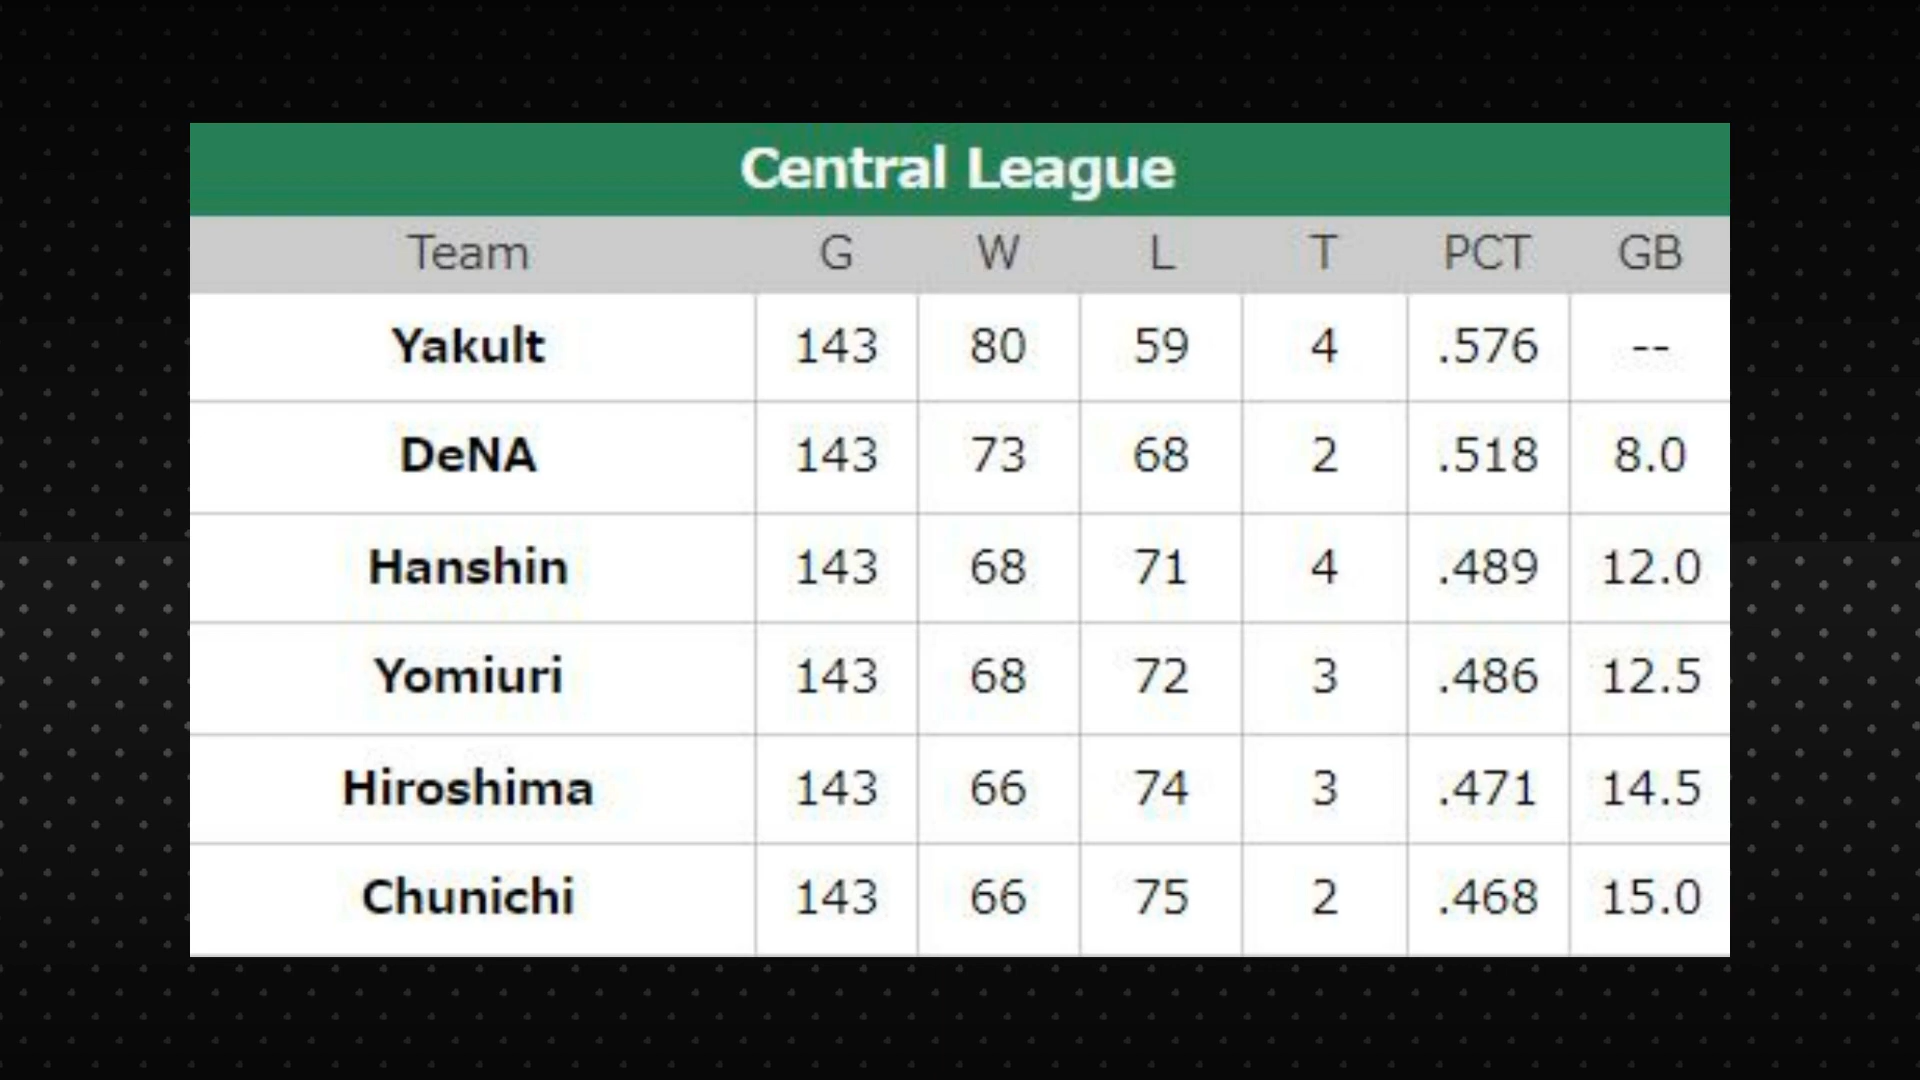 Central League
Team G W L T PCT GB
Yakult 143 80 59 4 .576 --
DeNA 143 73 68 2 .518 8.0
Hanshin 143 68 71 4 .489 12.0
Yomiuri 143 68 72 3 .486 12.5
Hiroshima 143 66 74 3 .471 14.5
Chunichi 143 66 75 2 .468 15.0